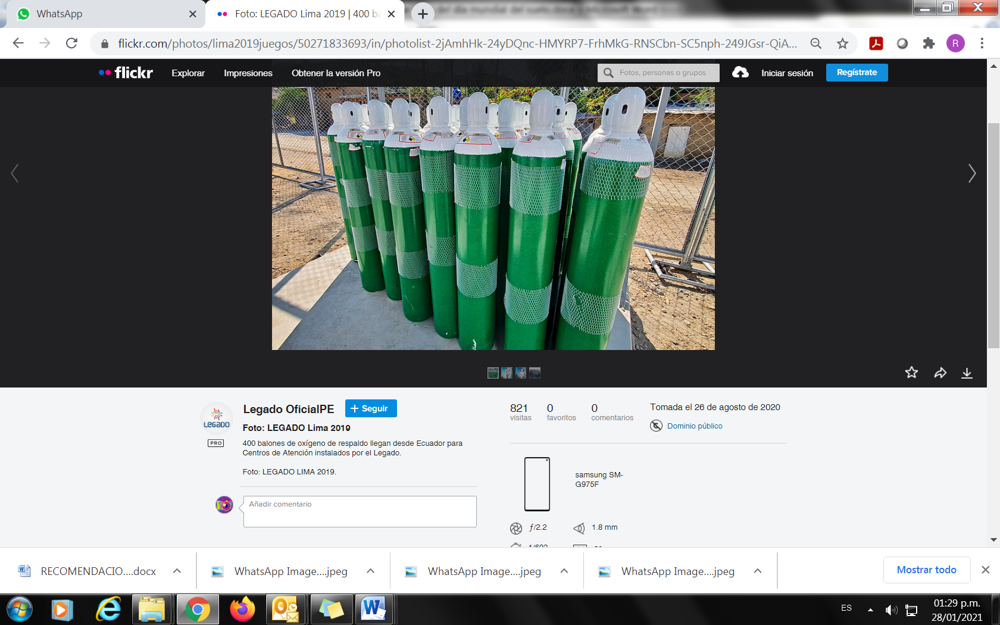 WhatsApp
Foto: LEGADO Lima 2019 | 400 ba
flickr.com/photos/lima2019juegos/50271833693/in/photolist-2jAmhHk-24yDQnc-HMYRP7-FrhMkG-RNSCbn-SC5nph-249JGsr-QiA...
R
flickr
Explorar
Impresiones
Obtener la versión Pro
Fotos, personas o grupos
Iniciar sesión
Regístrate
LEGADO
PRO
Legado OficialPE
+ Seguir
Foto: LEGADO Lima 2019
400 balones de oxígeno de respaldo llegan desde Ecuador para
Centros de Atención instalados por el Legado.
Foto: LEGADO LIMA 2019.
Añadir comentario
821
visitas
0
favoritos
0
comentarios
Tomada el 26 de agosto de 2020
Dominio público
samsung SM-
G975F
ƒ/2.2
1.8 mm
RECOMENDACIO....docx
WhatsApp Image....jpeg
WhatsApp Image....jpeg
WhatsApp Image....jpeg
Mostrar todo
ES
01:29 p.m.
28/01/2021